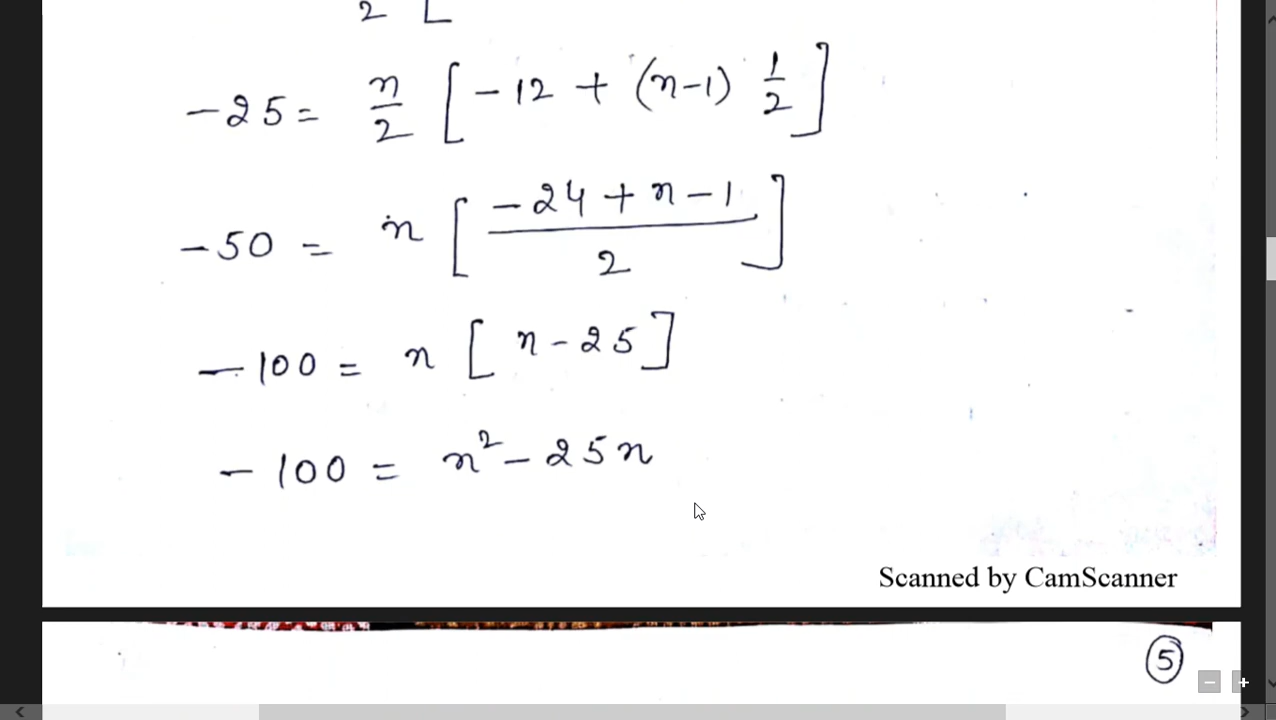 2 [
-25 = n/2 [ -12 + (n-1) 1/2 ]
-50 = n [ (-24 + n - 1)/2 ]
-100 = n [ n - 25 ]
-100 = n² - 25n
Scanned by CamScanner
5